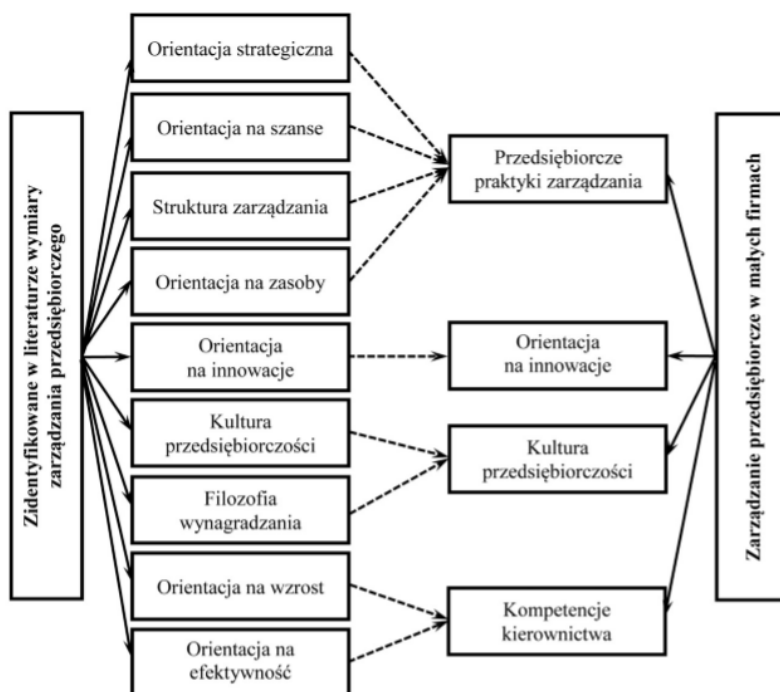 Zidentyfikowane w literaturze wymiary
zarządzania przedsiębiorczego
Orientacja strategiczna
Orientacja na szanse
Struktura zarządzania
Orientacja na zasoby
Orientacja
na innowacje
Kultura
przedsiębiorczości
Filozofia
wynagradzania
Orientacja na wzrost
Orientacja na
efektywność
Przedsiębiorcze
praktyki zarządzania
Orientacja
na innowacje
Kultura
przedsiębiorczości
Kompetencje
kierownictwa
Zarządzanie przedsiębiorcze w małych firmach